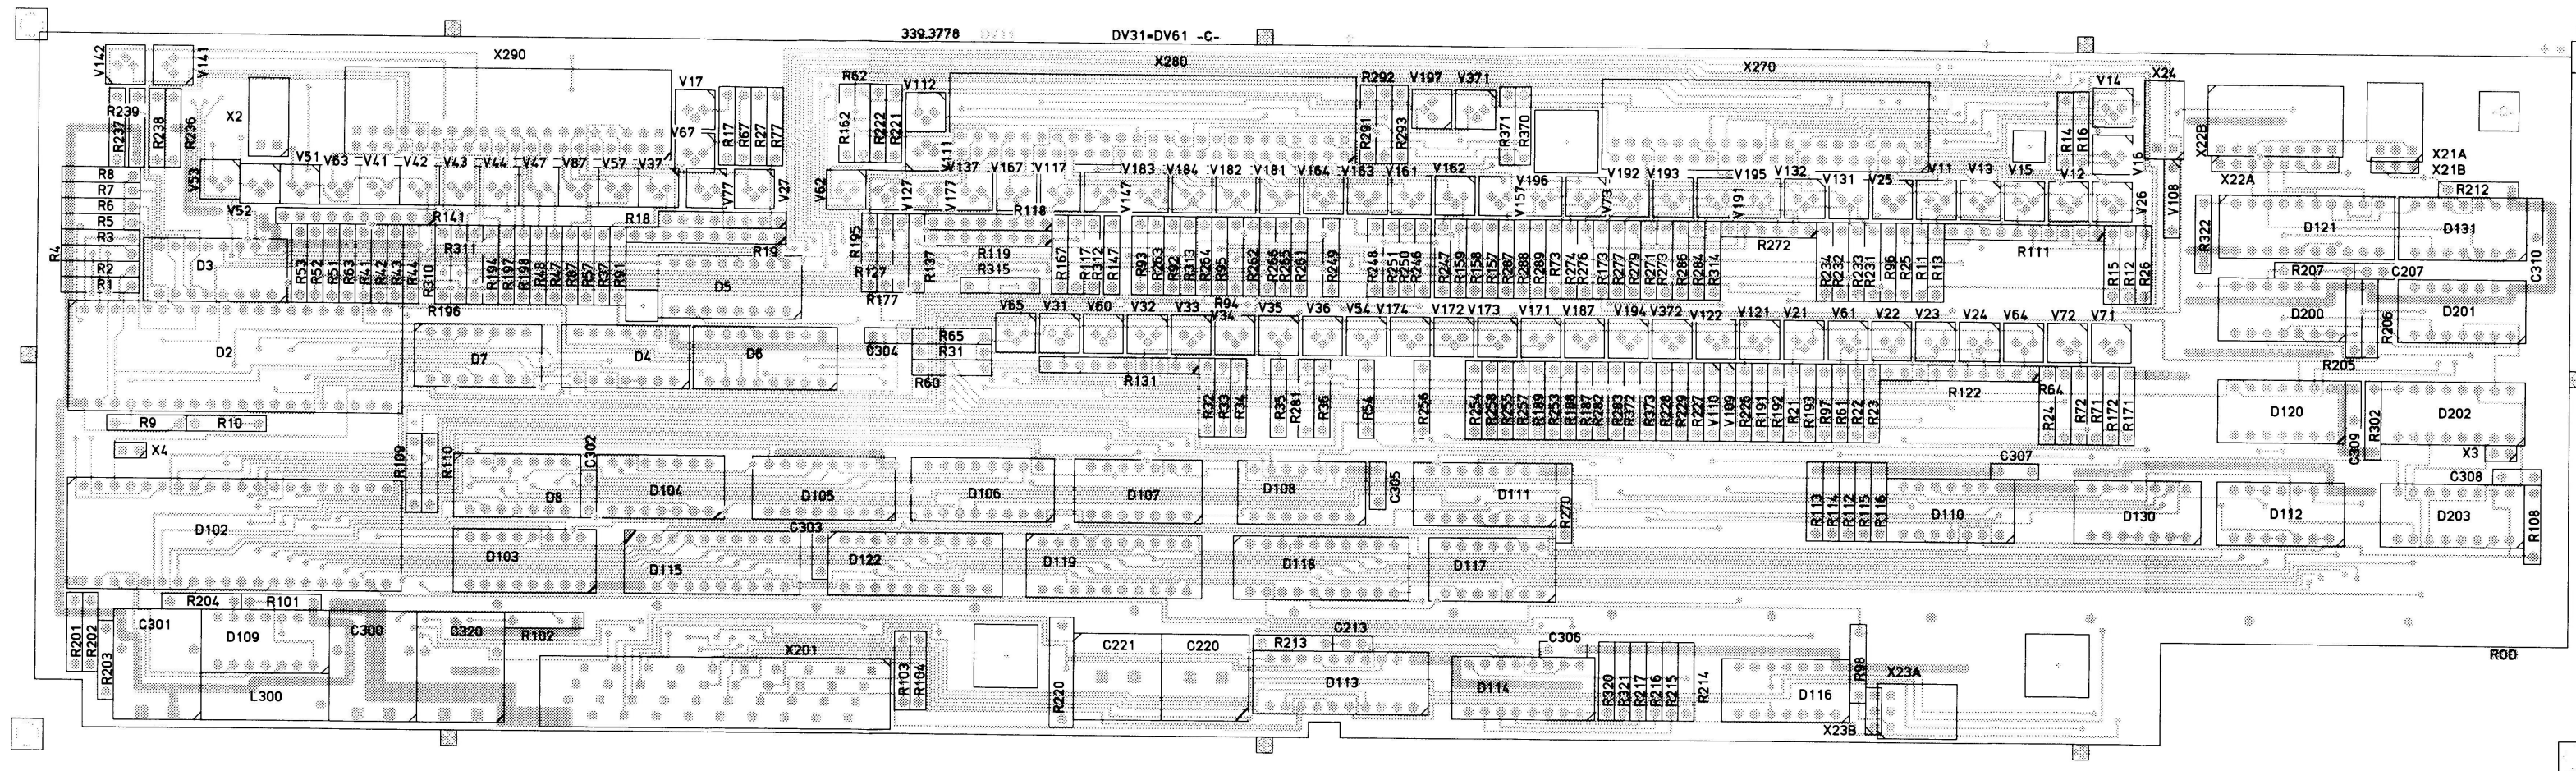 339.3778 DV11 DV31=DV61 -C-
V142 V141 X290 X280 X270
R239 R237 R238 R236 X2 V17 V67 R17 R67 R27 R77 R62 R162 R222 R221 V112 V111 R292 R291 R293 V197 V371 R371 R370 R14 R16 V14 V16 X24 X22B X21A X21B X22A
V53 V51 V63 V41 V42 V43 V44 V47 V87 V57 V37 V77 V27 V62 V127 V177 V137 V167 V117 V147 V183 V184 V182 V181 V164 V163 V161 V162 V157 V196 V73 V192 V193 V191 V195 V132 V131 V25 V11 V13 V15 V12 V26 V108 R212
V52 R141 R18 R118
R8
R7
R6
R5
R3
R4
R2
R1
D3 R53 R52 R51 R63 R41 R42 R43 R44 R310 R311 R194 R197 R198 R48 R47 R87 R57 R37 R91 R19 D5 R195 R127 R177 R137 R119 R315 R167 R117 R312 R147 R93 R263 R92 R313 R264 R95 R262 R266 R265 R261 R249 R248 R251 R250 R246 R247 R159 R158 R157 R287 R288 R289 R73 R274 R276 R173 R277 R279 R271 R273 R286 R284 R314 R272 R234 R232 R233 R231 R96 R25 R11 R13 R111 R15 R12 R26 R322 D121 D131 C310
R207 C207
R196 V65 V31 V60 V32 V33 R94 V34 V35 V36 V54 V174 V172 V173 V171 V187 V194 V372 V122 V121 V21 V61 V22 V23 V24 V64 V72 V71 D200 R206 D201
D2 D7 D4 D6 C304 R65 R31 R60 R131 R205
R32 R33 R34 R35 R281 R36 R54 R256 R254 R258 R255 R257 R189 R253 R188 R187 R282 R283 R372 R373 R228 R229 R227 V110 V109 R226 R191 R192 R21 R193 R97 R61 R22 R23 R122 R64 R24 R72 R71 R172 R171 D120 C309 R302 D202
R9 R10
X4 R109 R110 C302 C307 X3
D8 D104 D105 D106 D107 D108 C305 D111 R270 R113 R114 R112 R115 R116 D110 D130 D112 C308 D203 R108
D102 C303
D103 D115 D122 D119 D118 D117
R204 R101
R201 R202 R203 C301 D109 C300 C320 R102 L300 X201 R103 R104 R220 C221 C220 R213 C213 D113 C306 D114 R320 R321 R217 R216 R215 R214 D116 R98 X23A X23B
ROD